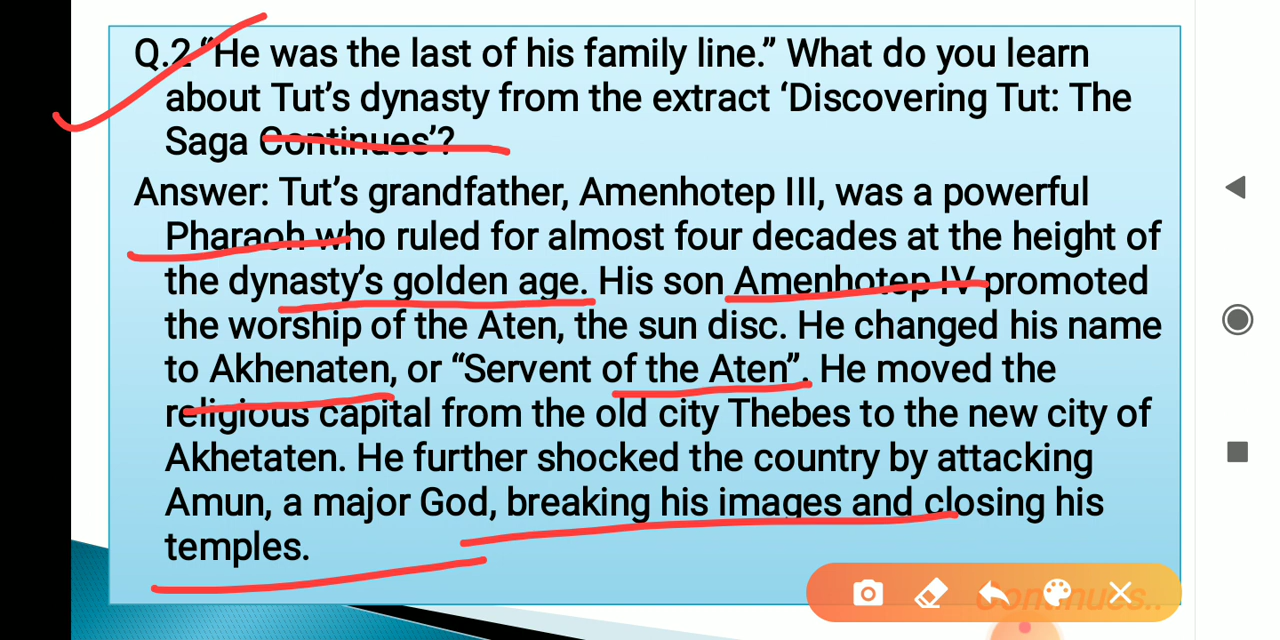 Q.2 “He was the last of his family line.” What do you learn
about Tut’s dynasty from the extract ‘Discovering Tut: The
Saga Continues’?
Answer: Tut’s grandfather, Amenhotep III, was a powerful
Pharaoh who ruled for almost four decades at the height of
the dynasty’s golden age. His son Amenhotep IV promoted
the worship of the Aten, the sun disc. He changed his name
to Akhenaten, or “Servent of the Aten”. He moved the
religious capital from the old city Thebes to the new city of
Akhetaten. He further shocked the country by attacking
Amun, a major God, breaking his images and closing his
temples.
Continues..